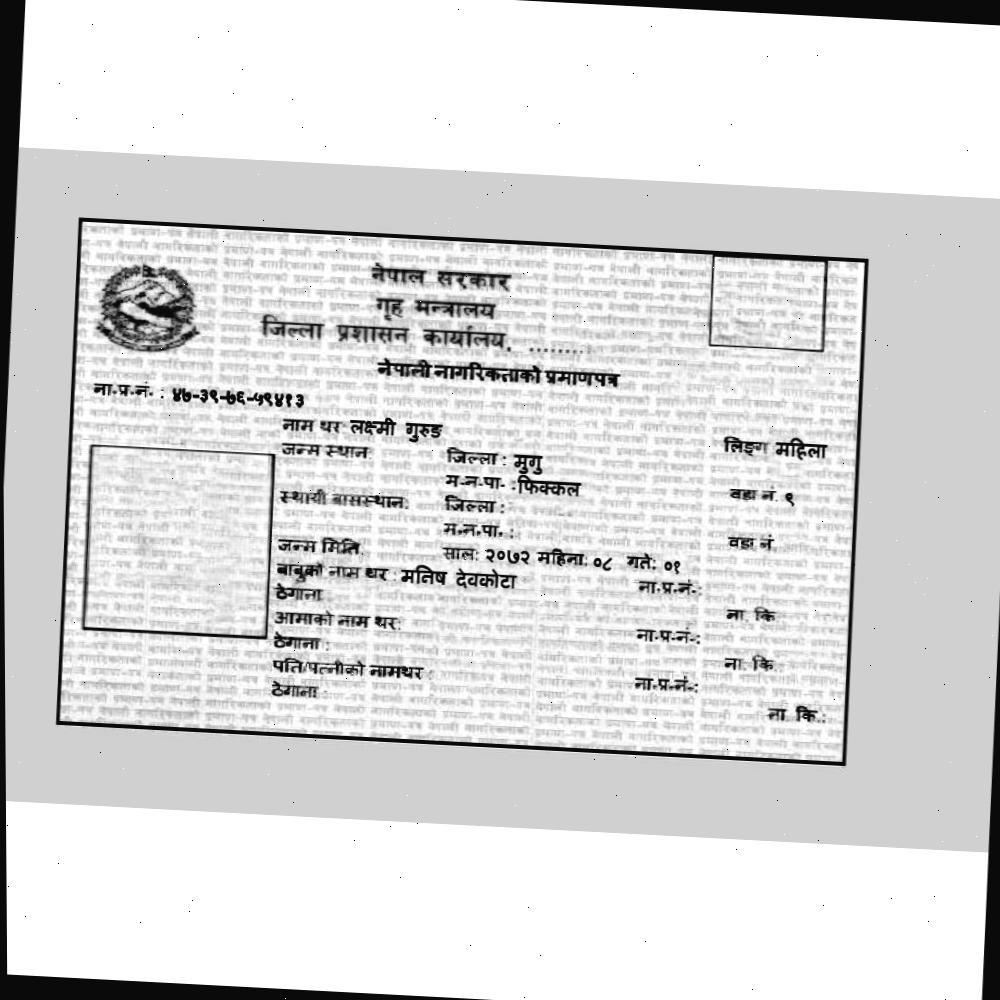 नेपाल सरकार
गृह मन्त्रालय
जिल्ला प्रशासन कार्यालय, ........
नेपाली नागरिकताको प्रमाणपत्र
ना.प्र.नं. : ४७-३९-७६-५९४१३
नाम थर: लक्ष्मी गुरुङ लिङ्ग महिला
जन्म स्थान: जिल्ला : मुगु
म.न.पा. :फिक्कल वडा नं. ९
स्थायी बासस्थान: जिल्ला :
म.न.पा. : वडा नं.
जन्म मिति: साल: २०७२ महिना: ०८ गते: ०१
बाबुको नाम थर : मनिष देवकोटा ना.प्र.नं.:
ठेगाना : ना. कि.
आमाको नाम थर: ना.प्र.नं.:
ठेगाना : ना. कि.
पति/पत्नीको नामथर : ना.प्र.नं.:
ठेगाना : ना. कि.: